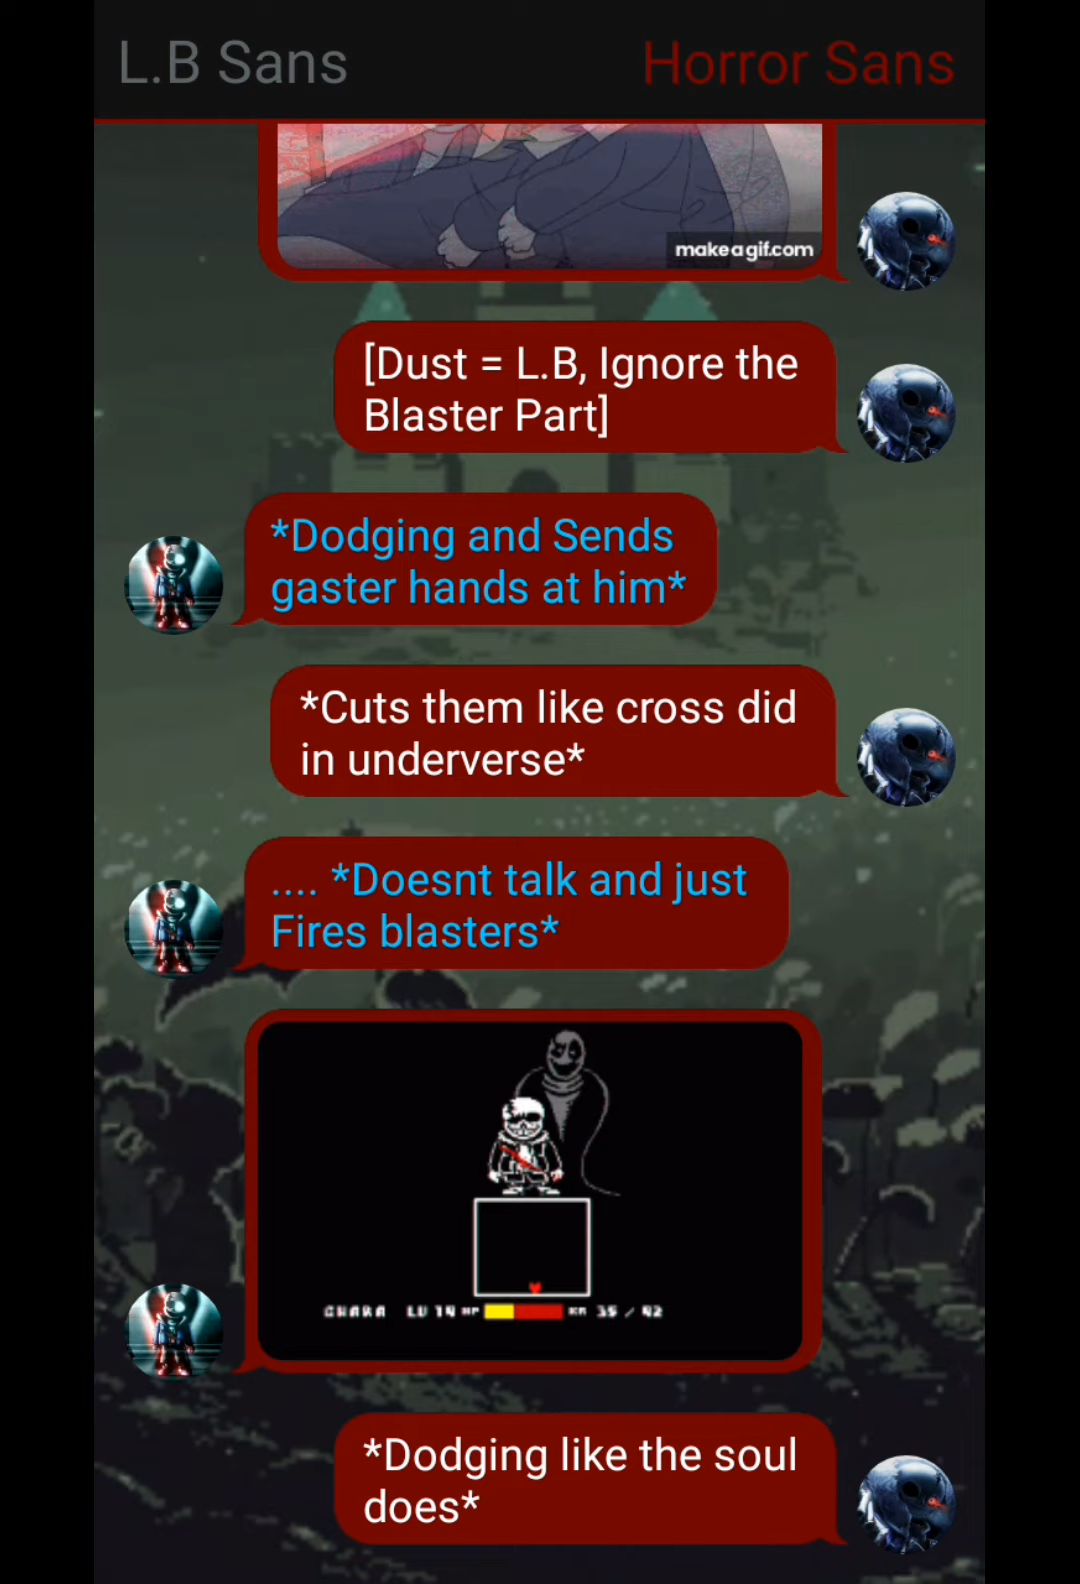 L.B Sans
Horror Sans
makeagif.com
[Dust = L.B, Ignore the
Blaster Part]
*Dodging and Sends
gaster hands at him*
*Cuts them like cross did
in underverse*
.... *Doesnt talk and just
Fires blasters*
CHARA LV 19 HP KR 35 / 92
*Dodging like the soul
does*